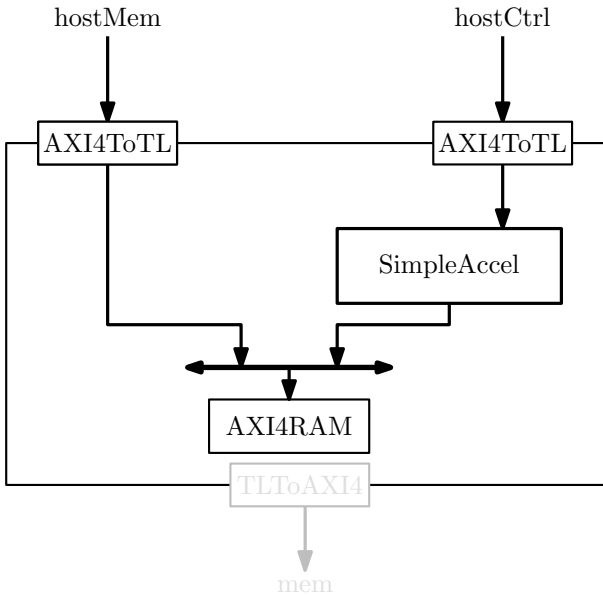 hostMem
hostCtrl
AXI4ToTL
AXI4ToTL
SimpleAccel
AXI4RAM
TLToAXI4
mem